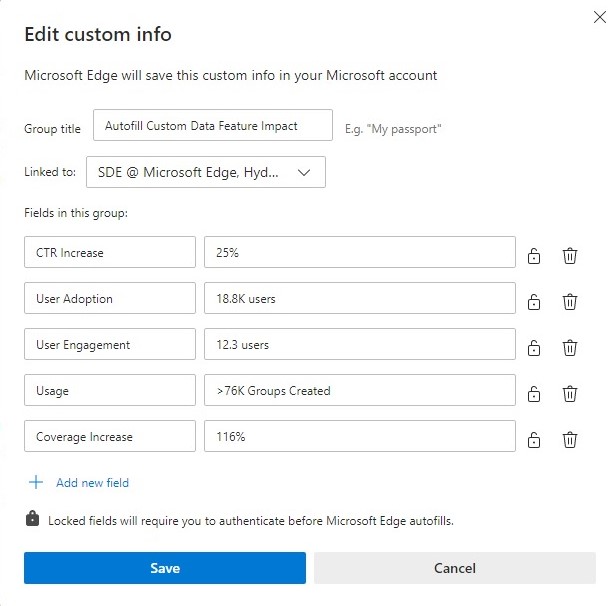 Edit custom info
Microsoft Edge will save this custom info in your Microsoft account
Group title Autofill Custom Data Feature Impact E.g. "My passport"
Linked to: SDE @ Microsoft Edge, Hyd...
Fields in this group:
CTR Increase 25%
User Adoption 18.8K users
User Engagement 12.3 users
Usage >76K Groups Created
Coverage Increase 116%
Add new field
Locked fields will require you to authenticate before Microsoft Edge autofills.
Save Cancel